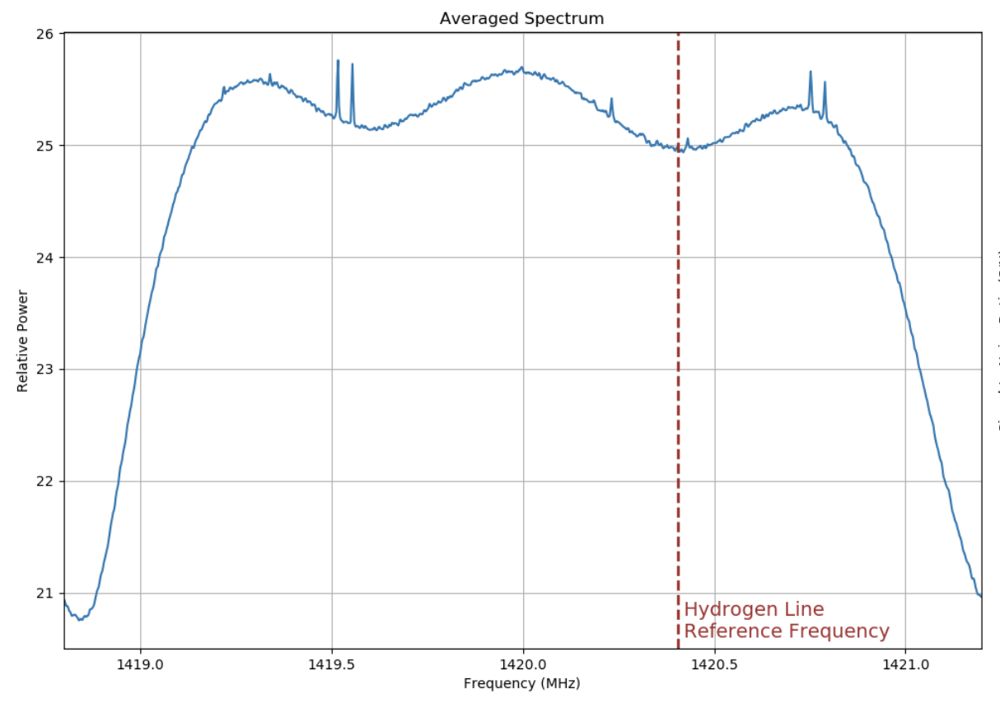 Averaged Spectrum
26
25
24
23
22
21
Relative Power
Hydrogen Line
Reference Frequency
1419.0 1419.5 1420.0 1420.5 1421.0
Frequency (MHz)